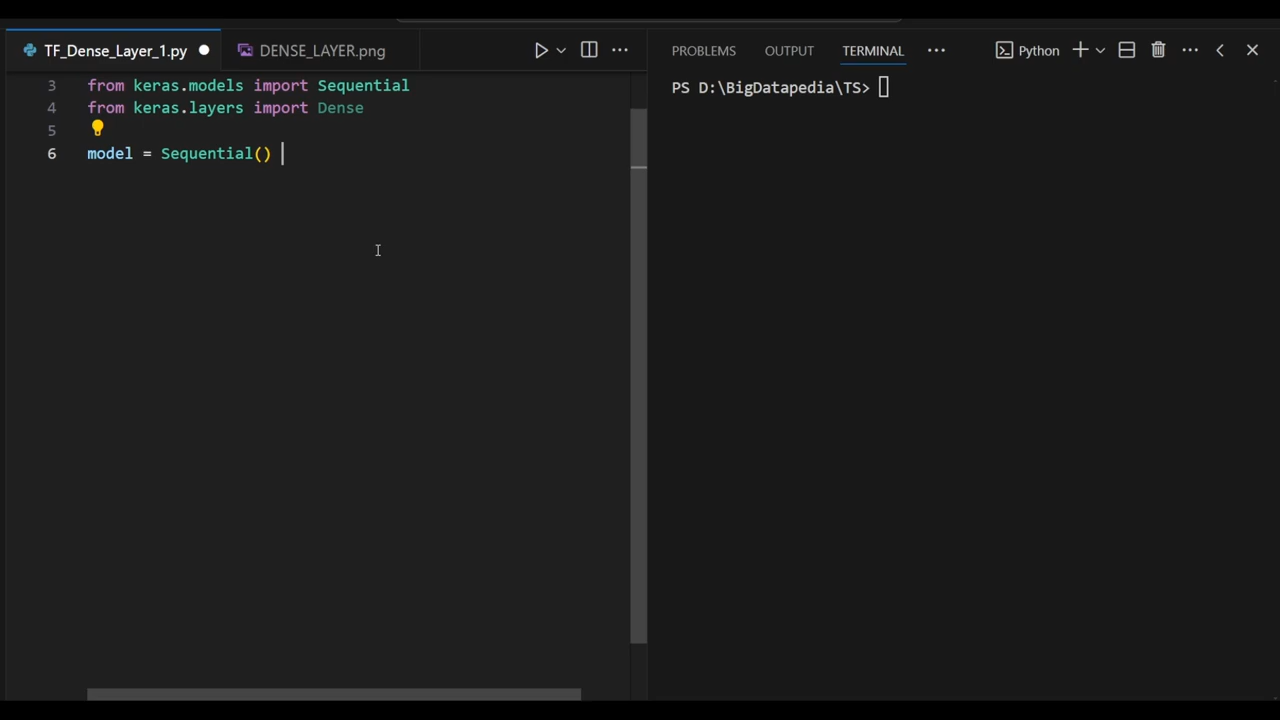 TF_Dense_Layer_1.py
DENSE_LAYER.png
PROBLEMS OUTPUT TERMINAL ... Python
3 from keras.models import Sequential
4 from keras.layers import Dense
5
6 model = Sequential()
PS D:\BigDatapedia\TS>